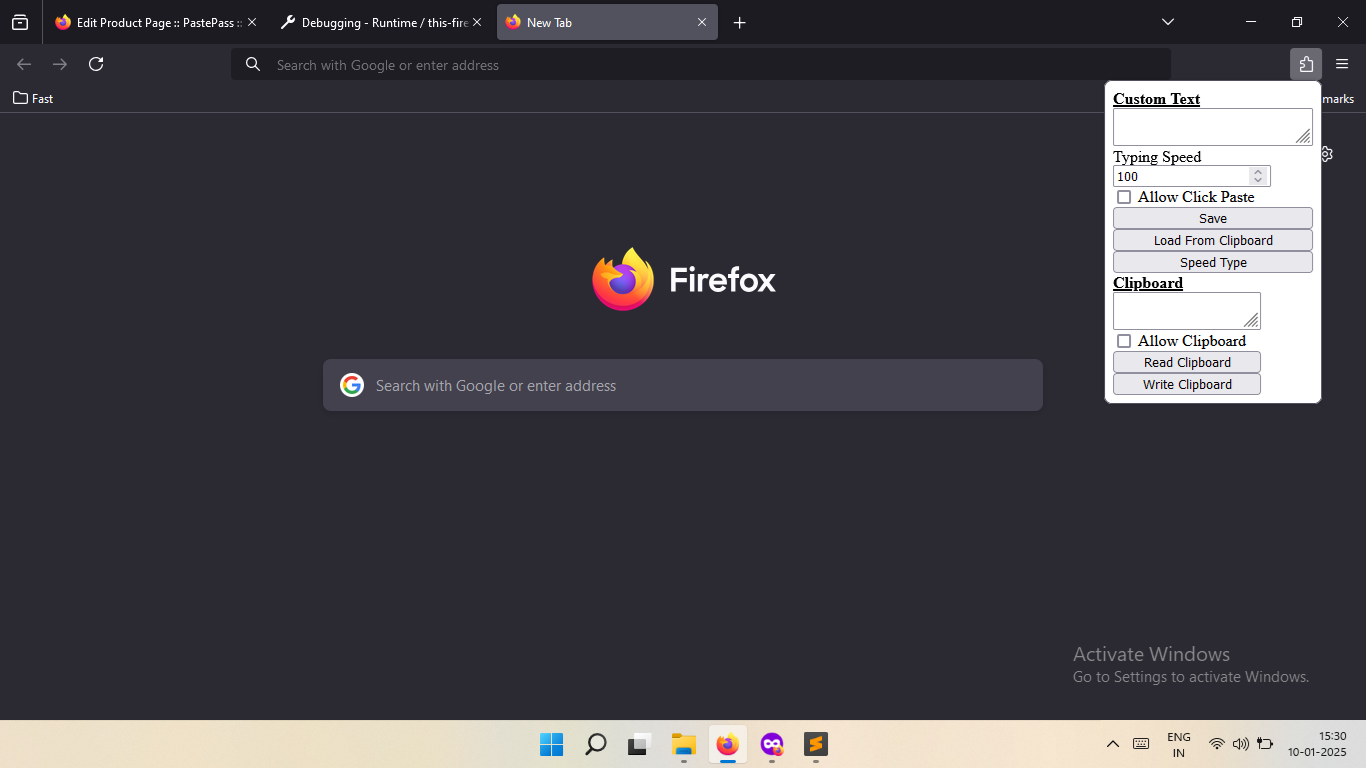 Edit Product Page :: PastePass ::
Debugging - Runtime / this-fire
New Tab
Search with Google or enter address
Fast
marks
Custom Text
Typing Speed
100
Allow Click Paste
Save
Load From Clipboard
Speed Type
Clipboard
Allow Clipboard
Read Clipboard
Write Clipboard
Firefox
Search with Google or enter address
Activate Windows
Go to Settings to activate Windows.
ENG
IN
15:30
10-01-2025